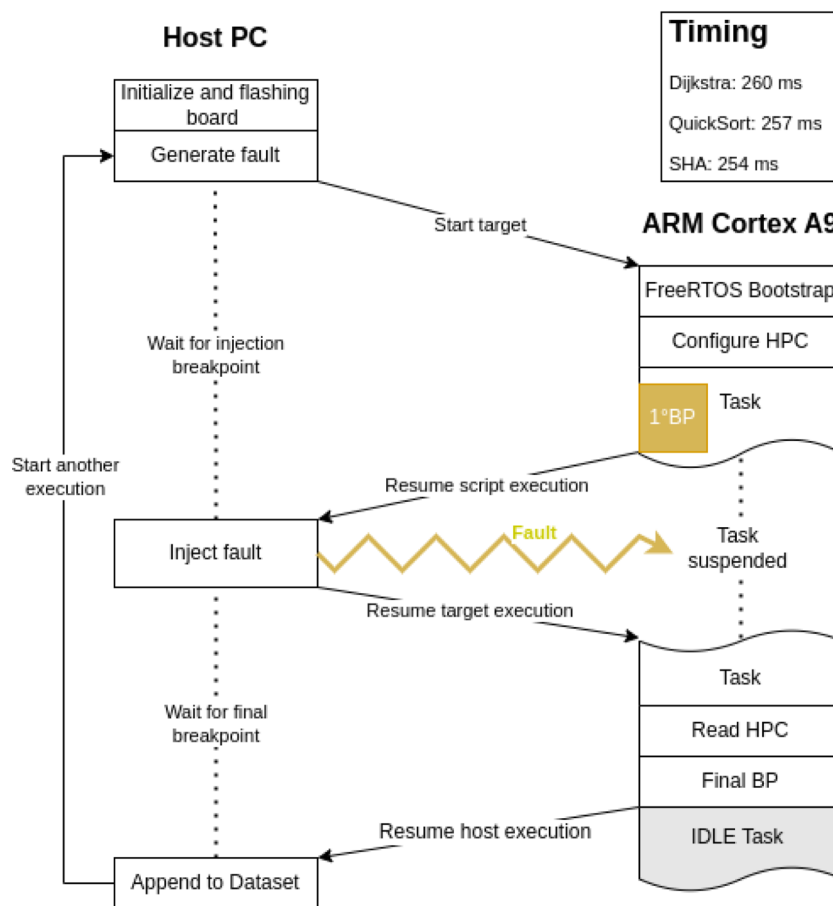 Host PC
Timing
Dijkstra: 260 ms
QuickSort: 257 ms
SHA: 254 ms
Initialize and flashing
board
Generate fault
Start target
ARM Cortex A9
FreeRTOS Bootstrap
Configure HPC
Wait for injection
breakpoint
1°BP
Task
Start another
execution
Resume script execution
Inject fault
Fault
Task
suspended
Resume target execution
Task
Wait for final
breakpoint
Read HPC
Final BP
Resume host execution
IDLE Task
Append to Dataset